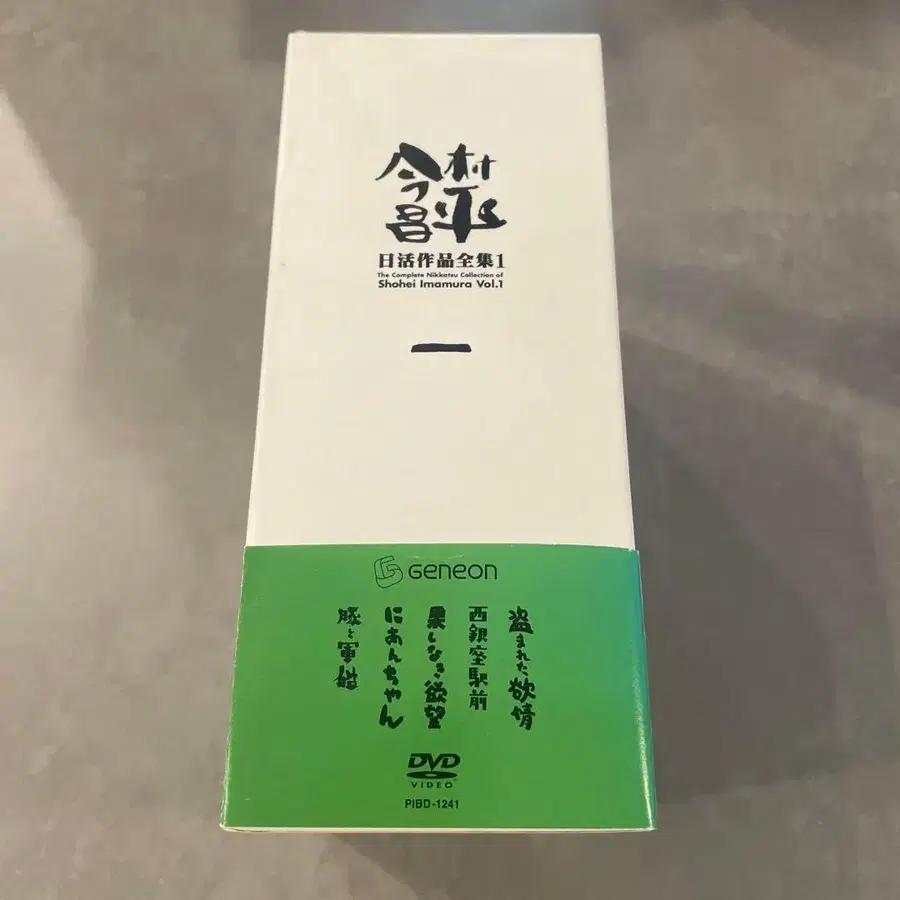 今村
昌平
日活作品全集1
The Complete Nikkatsu Collection of
Shohei Imamura Vol.1
一
Geneon
盗まれた欲情
西銀座駅前
果しなき欲望
にあんちゃん
豚と軍艦
DVD
VIDEO
PIBD-1241